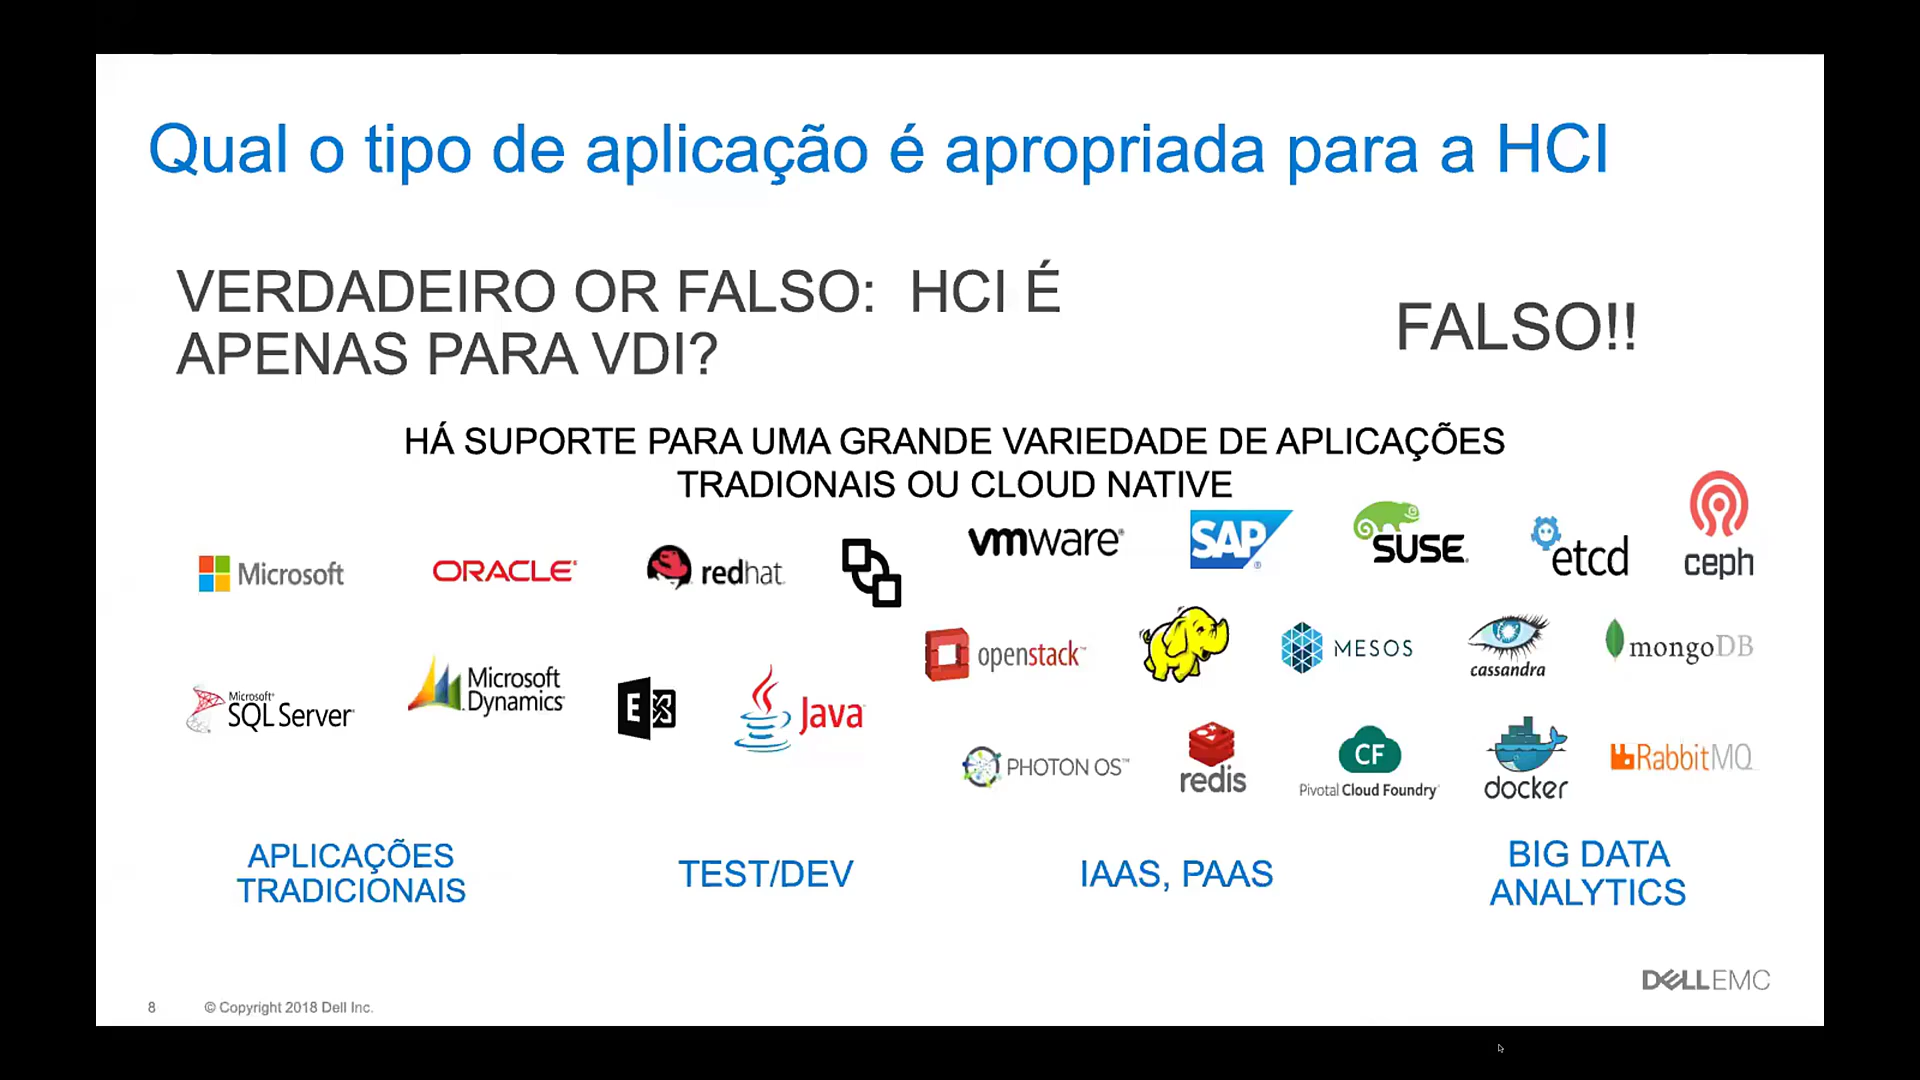 Qual o tipo de aplicação é apropriada para a HCI
VERDADEIRO OR FALSO: HCI É
APENAS PARA VDI?
FALSO!!
HÁ SUPORTE PARA UMA GRANDE VARIEDADE DE APLICAÇÕES
TRADIONAIS OU CLOUD NATIVE
Microsoft
ORACLE
redhat.
vmware
SAP
SUSE
etcd
ceph
openstack™
MESOS
cassandra
mongoDB
Microsoft
SQL Server
Microsoft
Dynamics
E
Java
PHOTON OS™
redis
CF
Pivotal Cloud Foundry
docker
RabbitMQ
APLICAÇÕES
TRADICIONAIS
TEST/DEV
IAAS, PAAS
BIG DATA
ANALYTICS
DELLEMC
8
© Copyright 2018 Dell Inc.